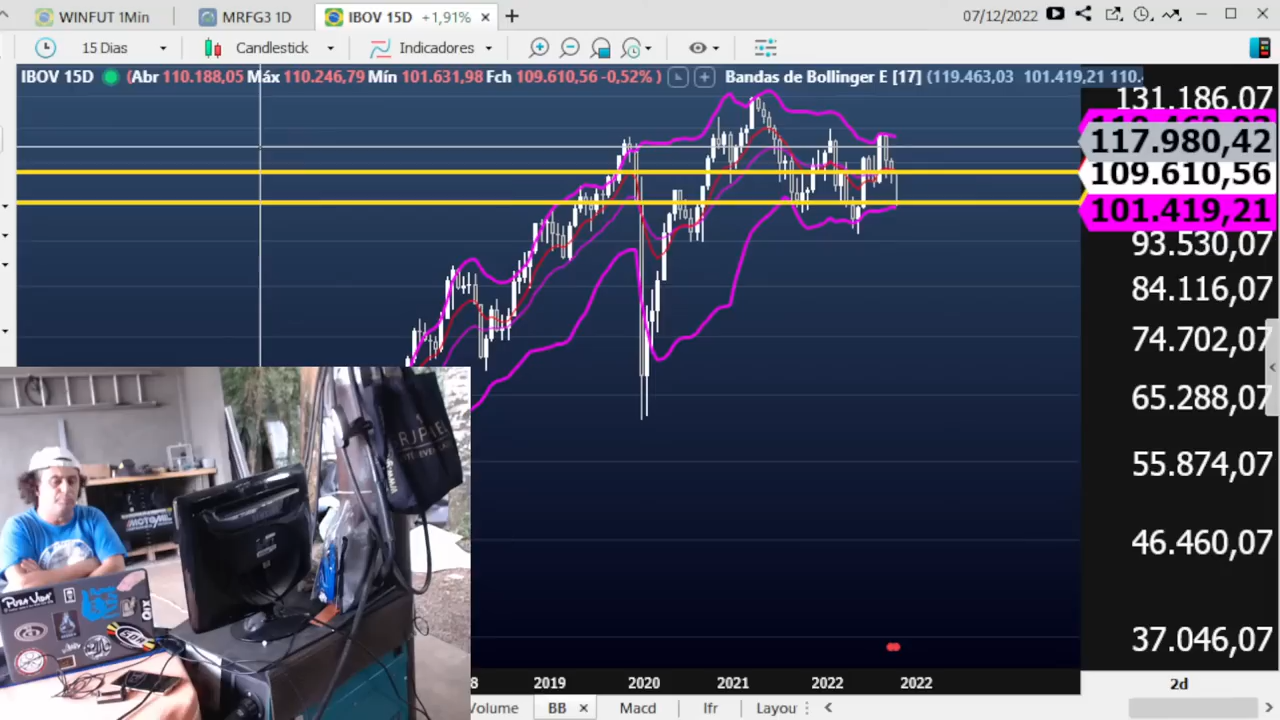 WINFUT 1Min
MRFG3 1D
IBOV 15D +1,91%
07/12/2022
15 Dias
Candlestick
Indicadores
IBOV 15D (Abr 110.188,05 Máx 110.246,79 Mín 101.631,98 Fch 109.610,56 -0,52% )
Bandas de Bollinger E [17] (119.463,03 101.419,21 110.
131.186,07
117.980,42
109.610,56
101.419,21
93.530,07
84.116,07
74.702,07
65.288,07
55.874,07
46.460,07
37.046,07
2019
2020
2021
2022
2022
2d
Volume
BB
Macd
Ifr
Layou
PURA VIDA
MOTOMIL